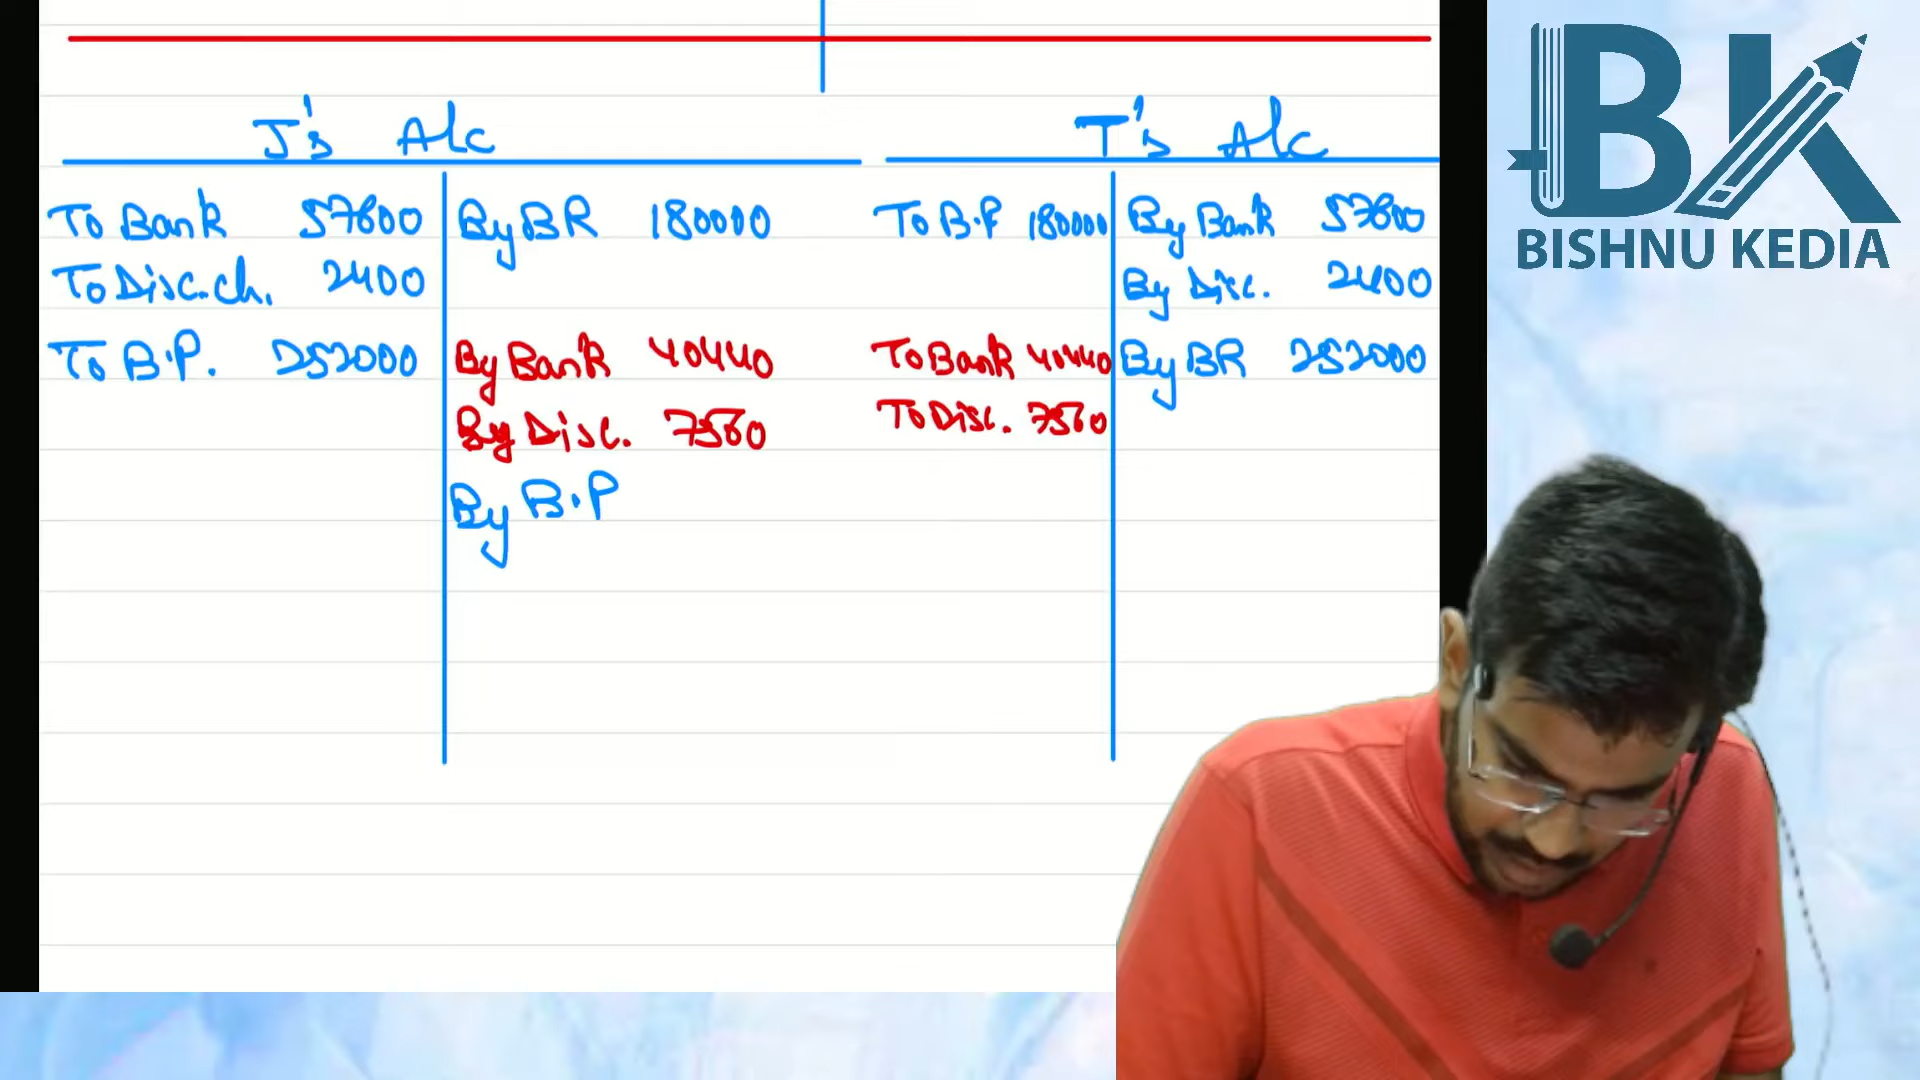 J's A/c
To Bank 57600 By BR 180000
To Disc.ch. 2400
To B.P. 252000 By Bank 40440
By Disc. 7560
By B.P
T's A/c
To B.P 180000 By Bank 57600
By Disc. 2400
To Bank 40440 By BR 252000
To Disc. 7560
BK
BISHNU KEDIA